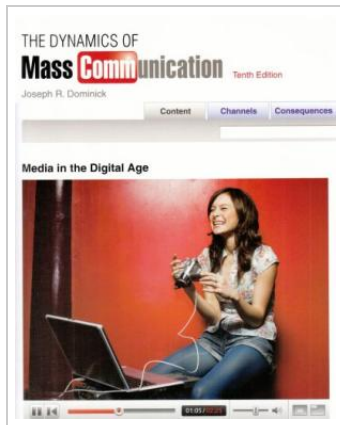 THE DYNAMICS OF
Mass Communication Tenth Edition
Joseph R. Dominick
Content Channels Consequences
Media in the Digital Age
01:05